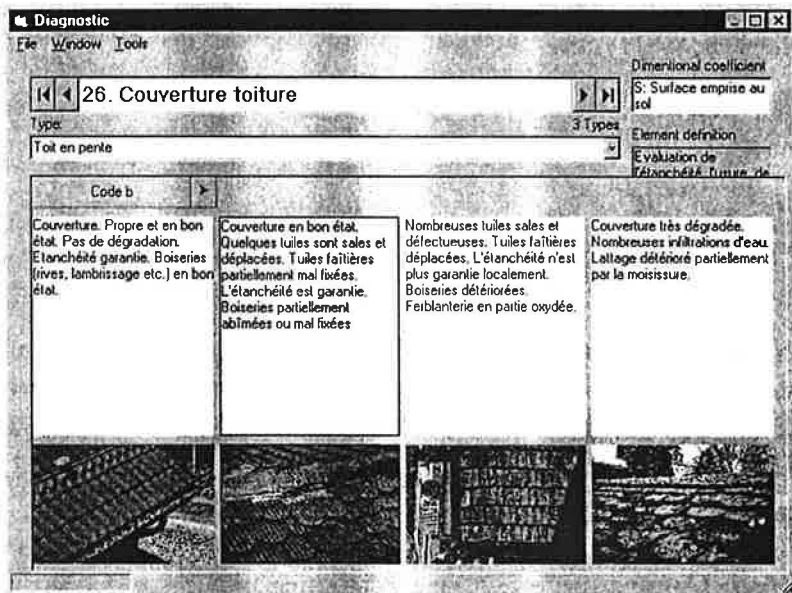 Diagnostic
File Window Tools
Dimentional coefficient
26. Couverture toiture
S: Surface emprise au
sol
Type:
3 Types
Element definition
Toit en pente
Evaluation de
l'étanchéité, l'usure, de
Code b
Couverture. Propre et en bon
état. Pas de dégradation.
Etanchéité garantie. Boiseries
(rives, lambrissage etc.) en bon
état.
Couverture en bon état.
Quelques tuiles sont sales et
déplacées. Tuiles faîtières
partiellement mal fixées.
L'étanchéité est garantie.
Boiseries partiellement
abîmées ou mal fixées
Nombreuses tuiles sales et
défectueuses. Tuiles faîtières
déplacées. L'étanchéité n'est
plus garantie localement.
Boiseries détériorées.
Ferblanterie en partie oxydée.
Couverture très dégradée.
Nombreuses infiltrations d'eau.
Lattage détérioré partiellement
par la moisissure.